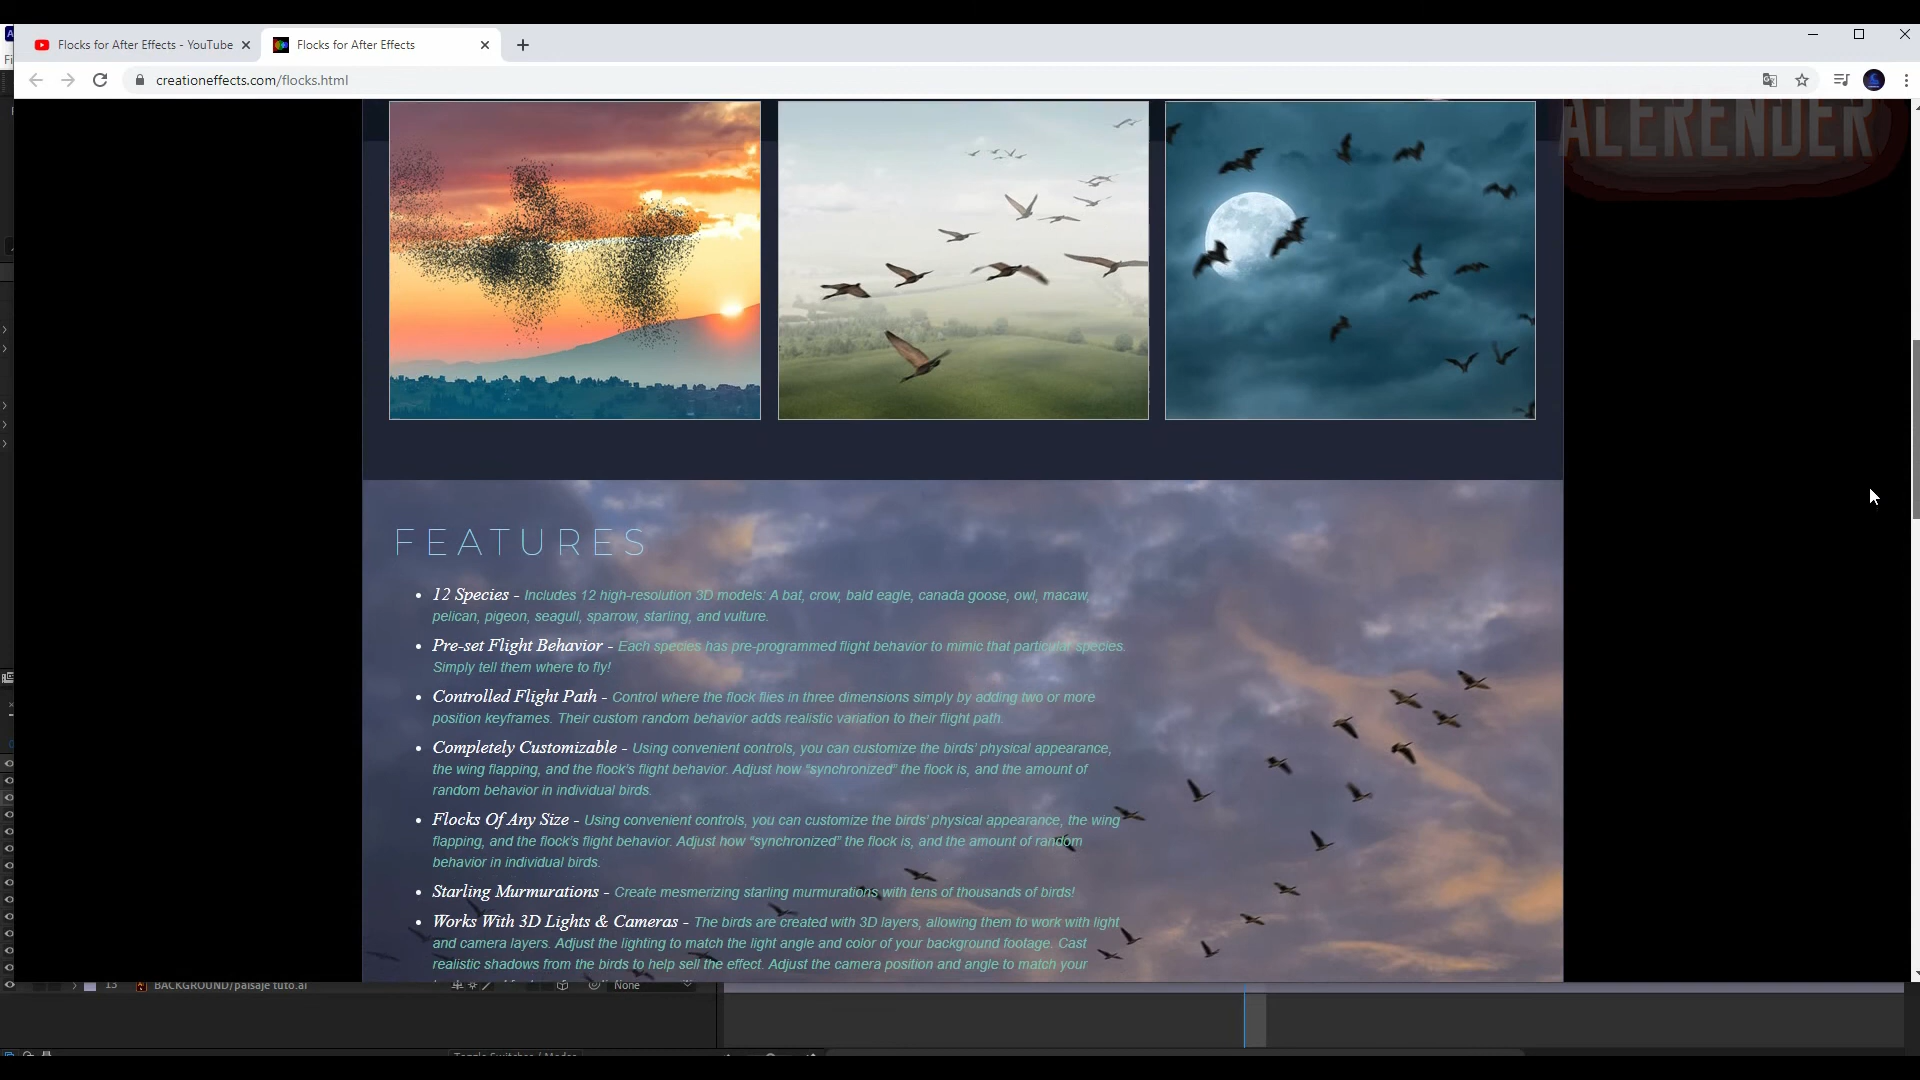 Flocks for After Effects - YouTube
Flocks for After Effects
creationeffects.com/flocks.html
ALERENDER
FEATURES
12 Species - Includes 12 high-resolution 3D models: A bat, crow, bald eagle, canada goose, owl, macaw,
pelican, pigeon, seagull, sparrow, starling, and vulture.
Pre-set Flight Behavior - Each species has pre-programmed flight behavior to mimic that particular species.
Simply tell them where to fly!
Controlled Flight Path - Control where the flock flies in three dimensions simply by adding two or more
position keyframes. Their custom random behavior adds realistic variation to their flight path.
Completely Customizable - Using convenient controls, you can customize the birds' physical appearance,
the wing flapping, and the flock's flight behavior. Adjust how “synchronized” the flock is, and the amount of
random behavior in individual birds.
Flocks Of Any Size - Using convenient controls, you can customize the birds' physical appearance, the wing
flapping, and the flock's flight behavior. Adjust how “synchronized” the flock is, and the amount of random
behavior in individual birds.
Starling Murmurations - Create mesmerizing starling murmurations with tens of thousands of birds!
Works With 3D Lights & Cameras - The birds are created with 3D layers, allowing them to work with light
and camera layers. Adjust the lighting to match the light angle and color of your background footage. Cast
realistic shadows from the birds to help sell the effect. Adjust the camera position and angle to match your
13 BACKGROUND/paisaje tuto.ai None
Toggle Switches / Modes